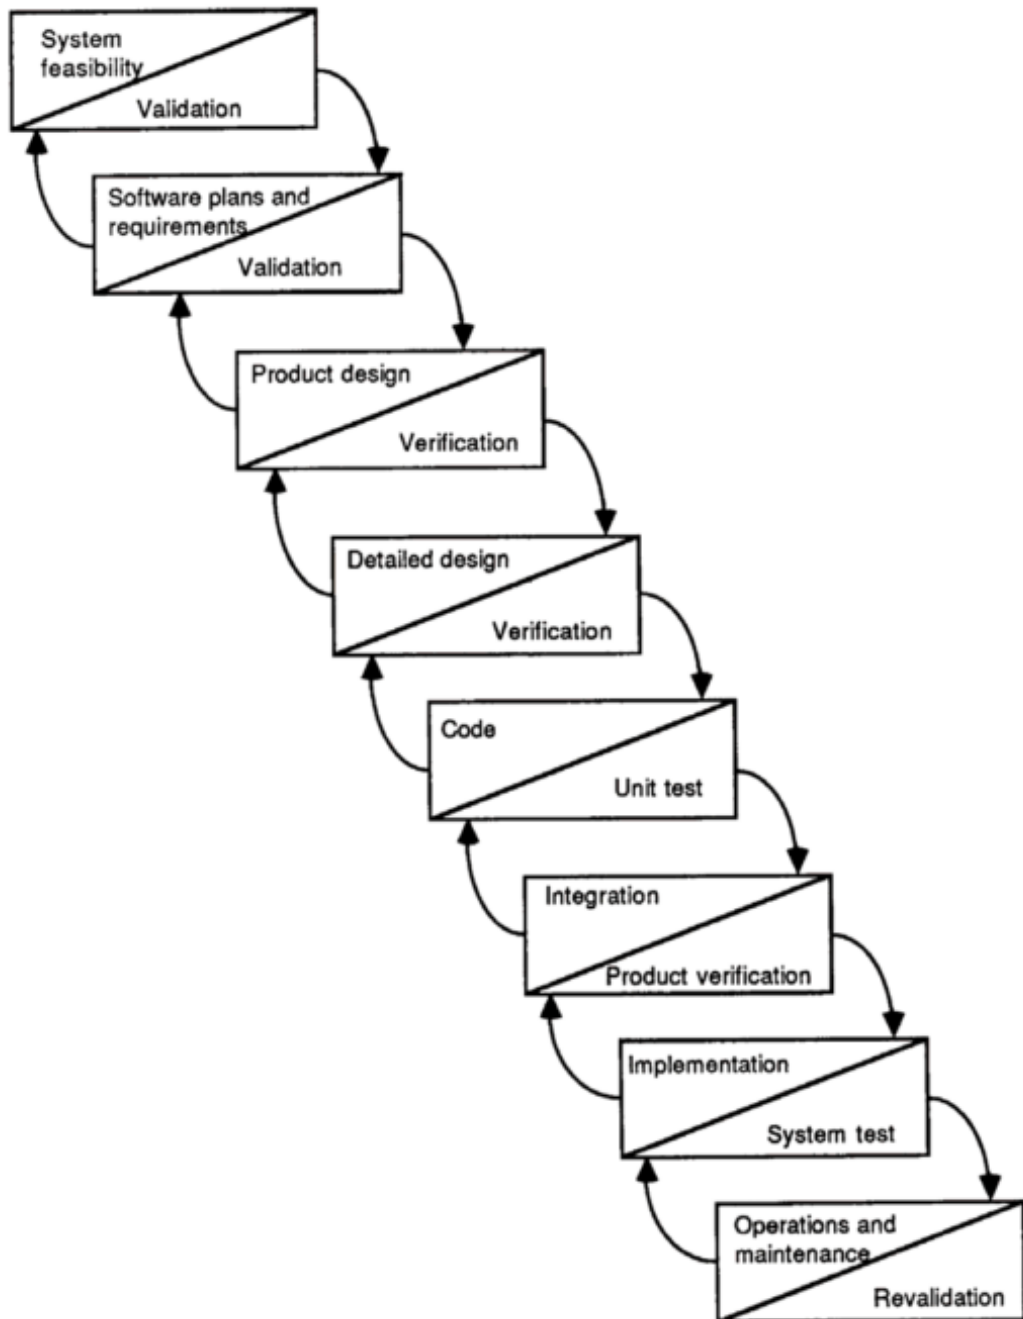 System
feasibility
Validation
Software plans and
requirements
Validation
Product design
Verification
Detailed design
Verification
Code
Unit test
Integration
Product verification
Implementation
System test
Operations and
maintenance
Revalidation